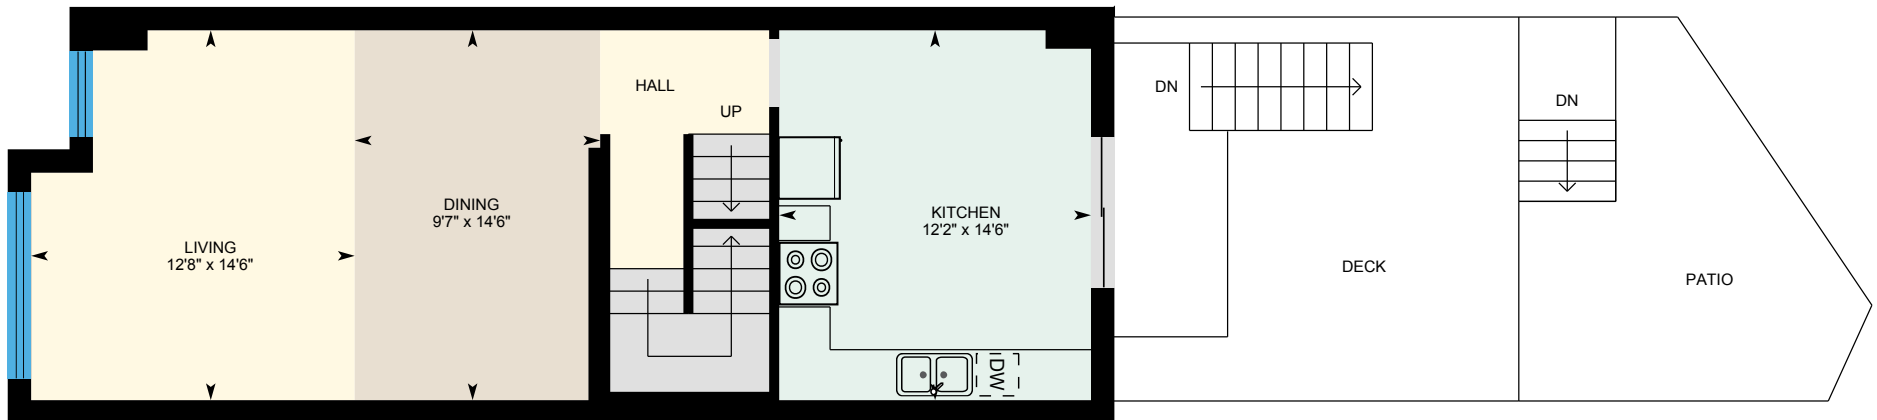 LIVING
12'8" x 14'6"
DINING
9'7" x 14'6"
HALL
UP
KITCHEN
12'2" x 14'6"
DW
DN
DECK
DN
PATIO